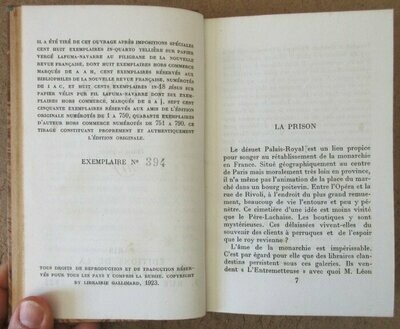 IL A ÉTÉ TIRÉ DE CET OUVRAGE APRÈS IMPOSITIONS SPÉCIALES
CENT HUIT EXEMPLAIRES IN-QUARTO TELLIÈRE SUR PAPIER
VERGÉ LAFUMA-NAVARRE AU FILIGRANE DE LA NOUVELLE
REVUE FRANÇAISE, DONT HUIT EXEMPLAIRES HORS COMMERCE
MARQUÉS DE A A H, CENT EXEMPLAIRES RÉSERVÉS AUX
BIBLIOPHILES DE LA NOUVELLE REVUE FRANÇAISE, NUMÉROTÉS
DE I A C, ET HUIT CENTS EXEMPLAIRES IN-18 JÉSUS SUR
PAPIER VÉLIN PUR FIL LAFUMA-NAVARRE DONT DIX EXEM-
PLAIRES HORS COMMERCE, MARQUÉS DE a A j, SEPT CENT
CINQUANTE EXEMPLAIRES RÉSERVÉS AUX AMIS DE L'ÉDITION
ORIGINALE NUMÉROTÉS DE 1 A 750, QUARANTE EXEMPLAIRES
D'AUTEUR HORS COMMERCE NUMÉROTÉS DE 751 A 790. CE
TIRAGE CONSTITUANT PROPREMENT ET AUTHENTIQUEMENT
L'ÉDITION ORIGINALE.
EXEMPLAIRE No 394
TOUS DROITS DE REPRODUCTION ET DE TRADUCTION RÉSER-
VÉS POUR TOUS LES PAYS Y COMPRIS LA RUSSIE. COPYRIGHT
BY LIBRAIRIE GALLIMARD, 1923.
LA PRISON
Le désuet Palais-Royal est un lieu propice
pour songer au rétablissement de la monarchie
en France. Situé géographiquement au centre
de Paris mais moralement très loin en province,
il n'a même pas l'animation de la place du mar-
ché dans un bourg poitevin. Entre l'Opéra et la
rue de Rivoli, à l'endroit du plus grand remue-
ment, beaucoup de vie l'entoure et peu y pé-
nètre. Ce cimetière d'une idée est moins visité
que le Père-Lachaise. Les boutiques y sont
mystérieuses. Ces délaissées vivent-elles du
souvenir des clients à perruques et de l'espoir
que le roy revienne ?
L'âme de la monarchie est impérissable.
C'est par égard pour elle que des libraires clan-
destins persistent sous ces galeries. Ils ven-
dent « L'Entremetteuse » avec quoi M. Léon
7